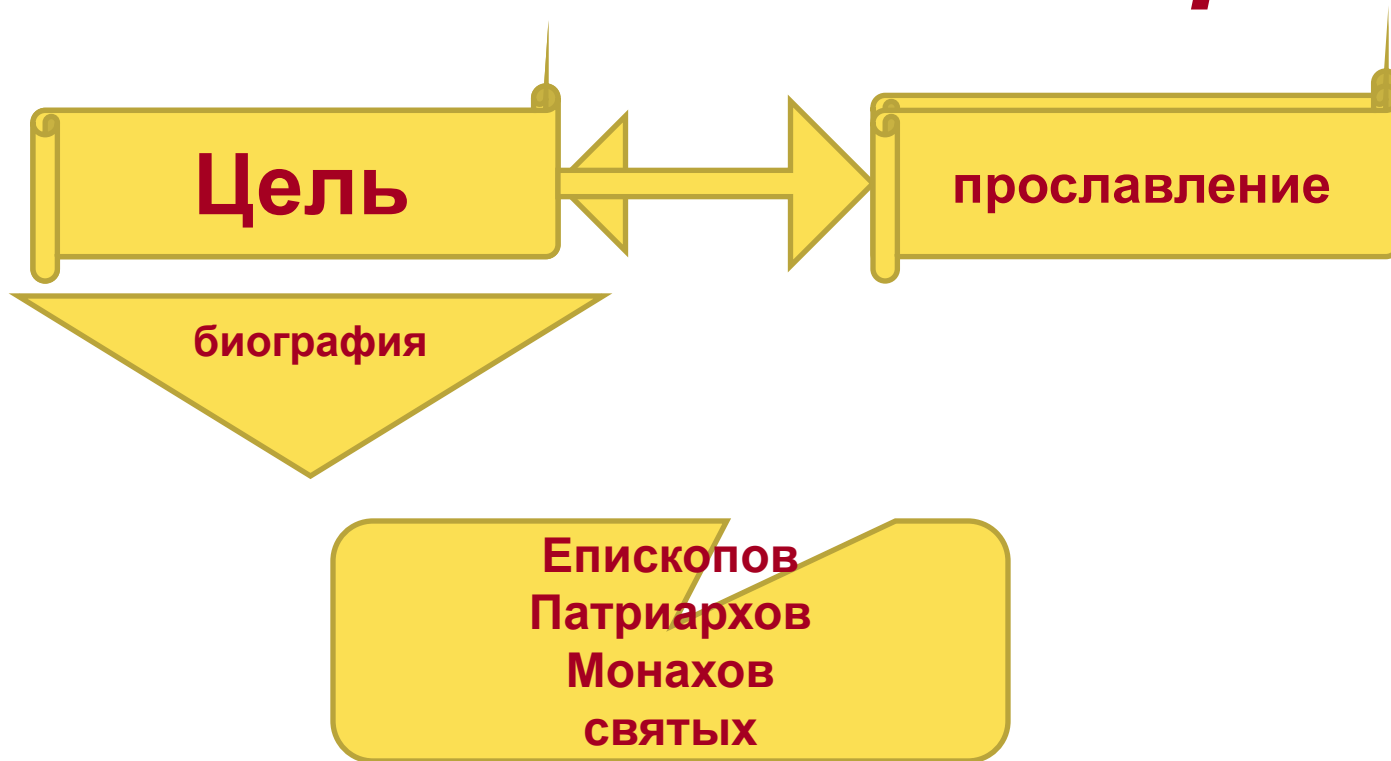 Цель
прославление
биография
Епископов
Патриархов
Монахов
святых